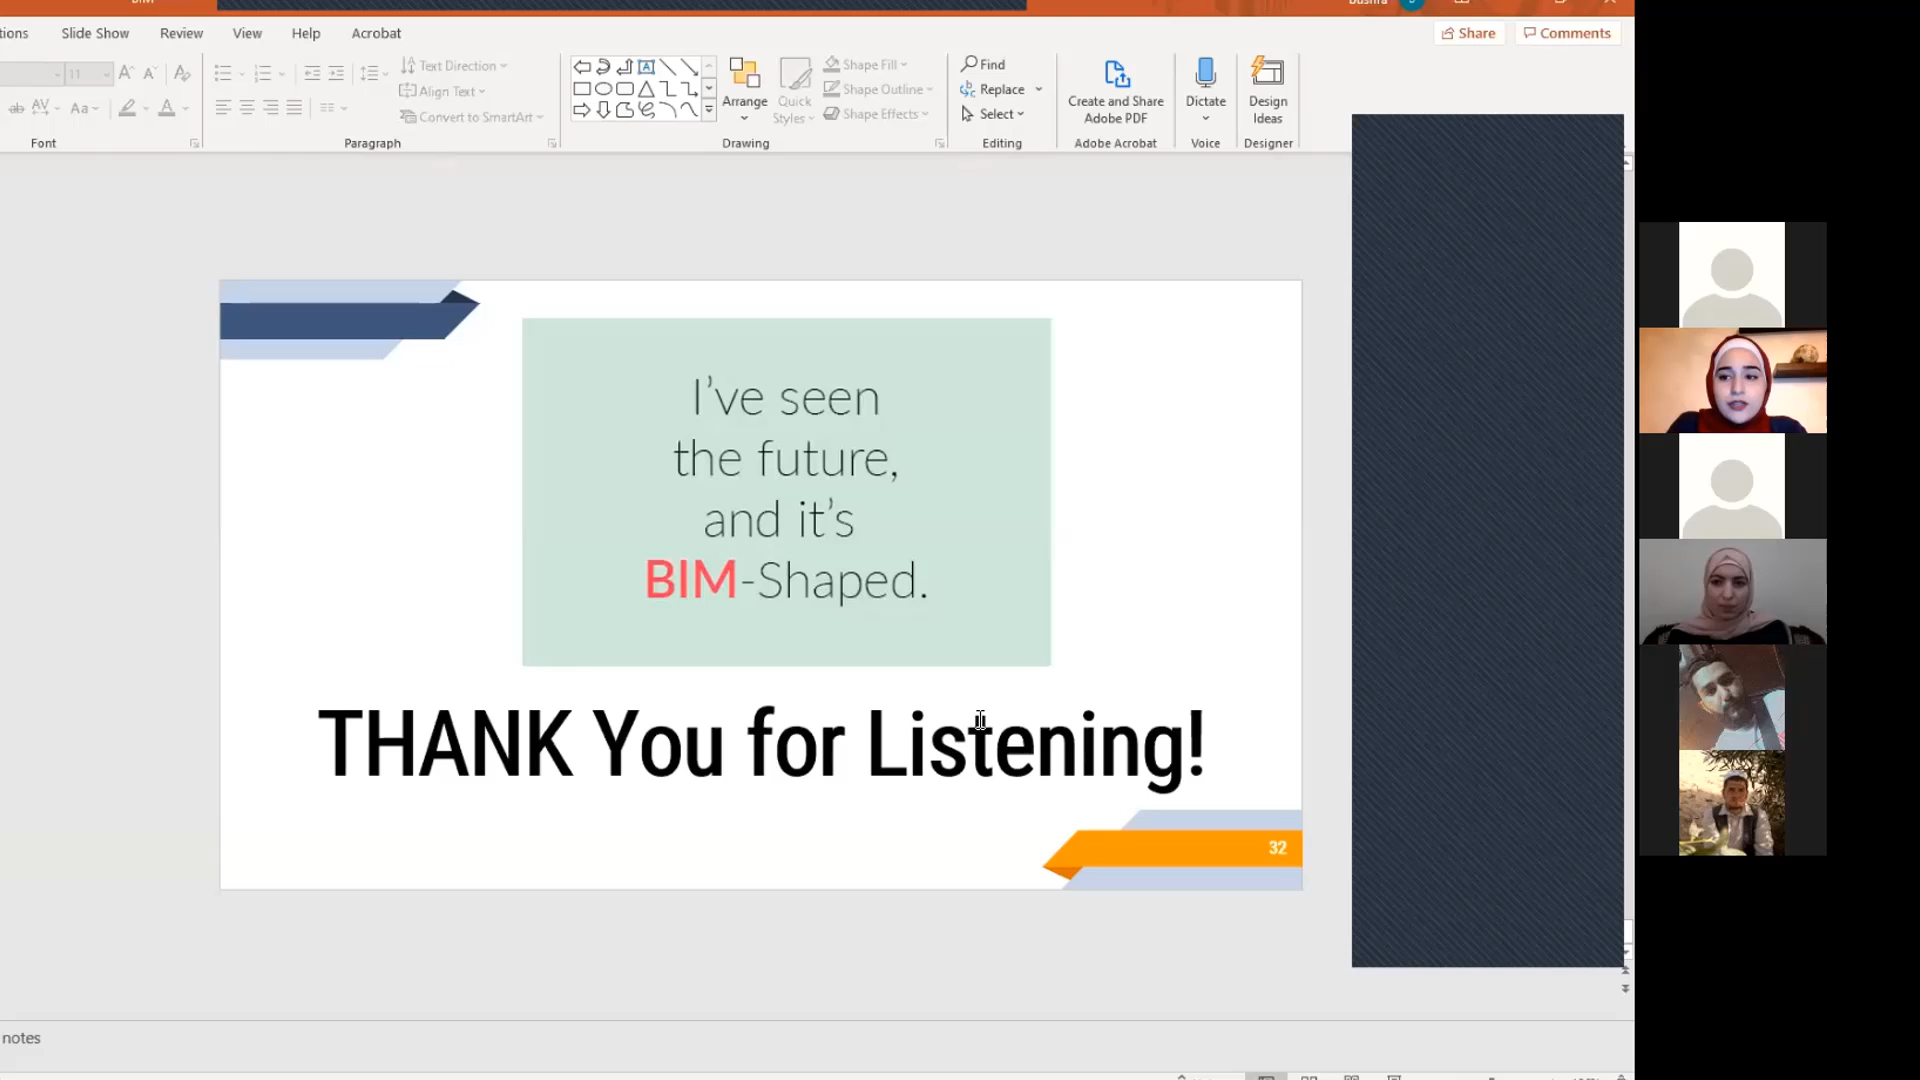 Slide Show Review View Help Acrobat
Share Comments
11
Text Direction
Align Text
Convert to SmartArt
Arrange
Quick
Styles
Shape Fill
Shape Outline
Shape Effects
Find
Replace
Select
Create and Share
Adobe PDF
Dictate
Design
Ideas
Font
Paragraph
Drawing
Editing
Adobe Acrobat
Voice
Designer
I’ve seen
the future,
and it’s
BIM-Shaped.
THANK You for Listening!
32
notes